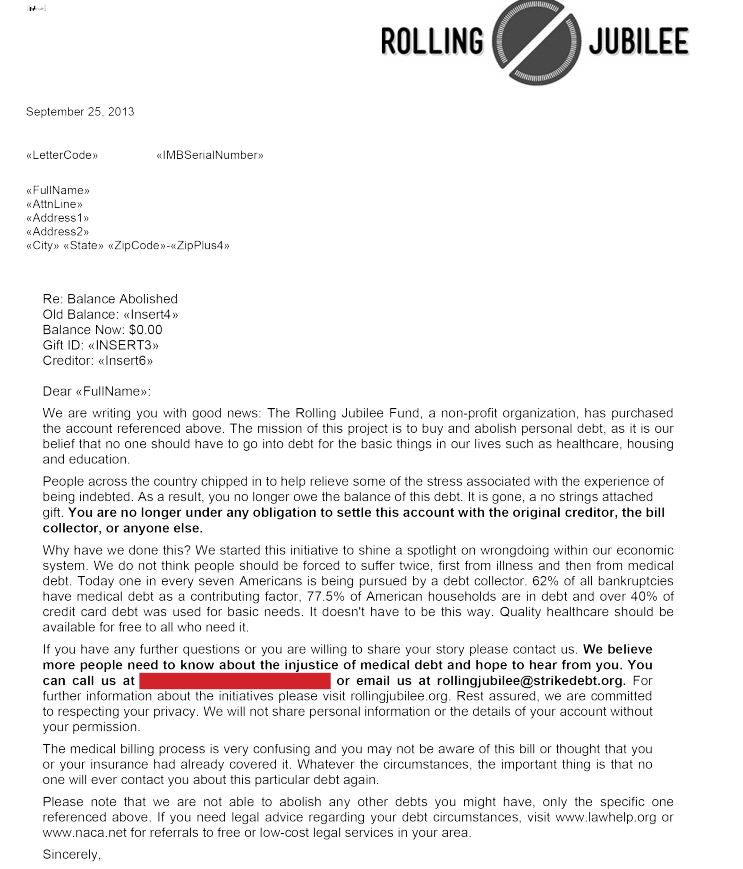 ROLLING JUBILEE
September 25, 2013
«LetterCode» «IMBSerialNumber»
«FullName»
«AttnLine»
«Address1»
«Address2»
«City» «State» «ZipCode»-«ZipPlus4»
Re: Balance Abolished
Old Balance: «Insert4»
Balance Now: $0.00
Gift ID: «INSERT3»
Creditor: «Insert6»
Dear «FullName»:
We are writing you with good news: The Rolling Jubilee Fund, a non-profit organization, has purchased
the account referenced above. The mission of this project is to buy and abolish personal debt, as it is our
belief that no one should have to go into debt for the basic things in our lives such as healthcare, housing
and education.
People across the country chipped in to help relieve some of the stress associated with the experience of
being indebted. As a result, you no longer owe the balance of this debt. It is gone, a no strings attached
gift. You are no longer under any obligation to settle this account with the original creditor, the bill
collector, or anyone else.
Why have we done this? We started this initiative to shine a spotlight on wrongdoing within our economic
system. We do not think people should be forced to suffer twice, first from illness and then from medical
debt. Today one in every seven Americans is being pursued by a debt collector. 62% of all bankruptcies
have medical debt as a contributing factor, 77.5% of American households are in debt and over 40% of
credit card debt was used for basic needs. It doesn't have to be this way. Quality healthcare should be
available for free to all who need it.
If you have any further questions or you are willing to share your story please contact us. We believe
more people need to know about the injustice of medical debt and hope to hear from you. You
can call us at or email us at rollingjubilee@strikedebt.org. For
further information about the initiatives please visit rollingjubilee.org. Rest assured, we are committed
to respecting your privacy. We will not share personal information or the details of your account without
your permission.
The medical billing process is very confusing and you may not be aware of this bill or thought that you
or your insurance had already covered it. Whatever the circumstances, the important thing is that no
one will ever contact you about this particular debt again.
Please note that we are not able to abolish any other debts you might have, only the specific one
referenced above. If you need legal advice regarding your debt circumstances, visit www.lawhelp.org or
www.naca.net for referrals to free or low-cost legal services in your area.
Sincerely,